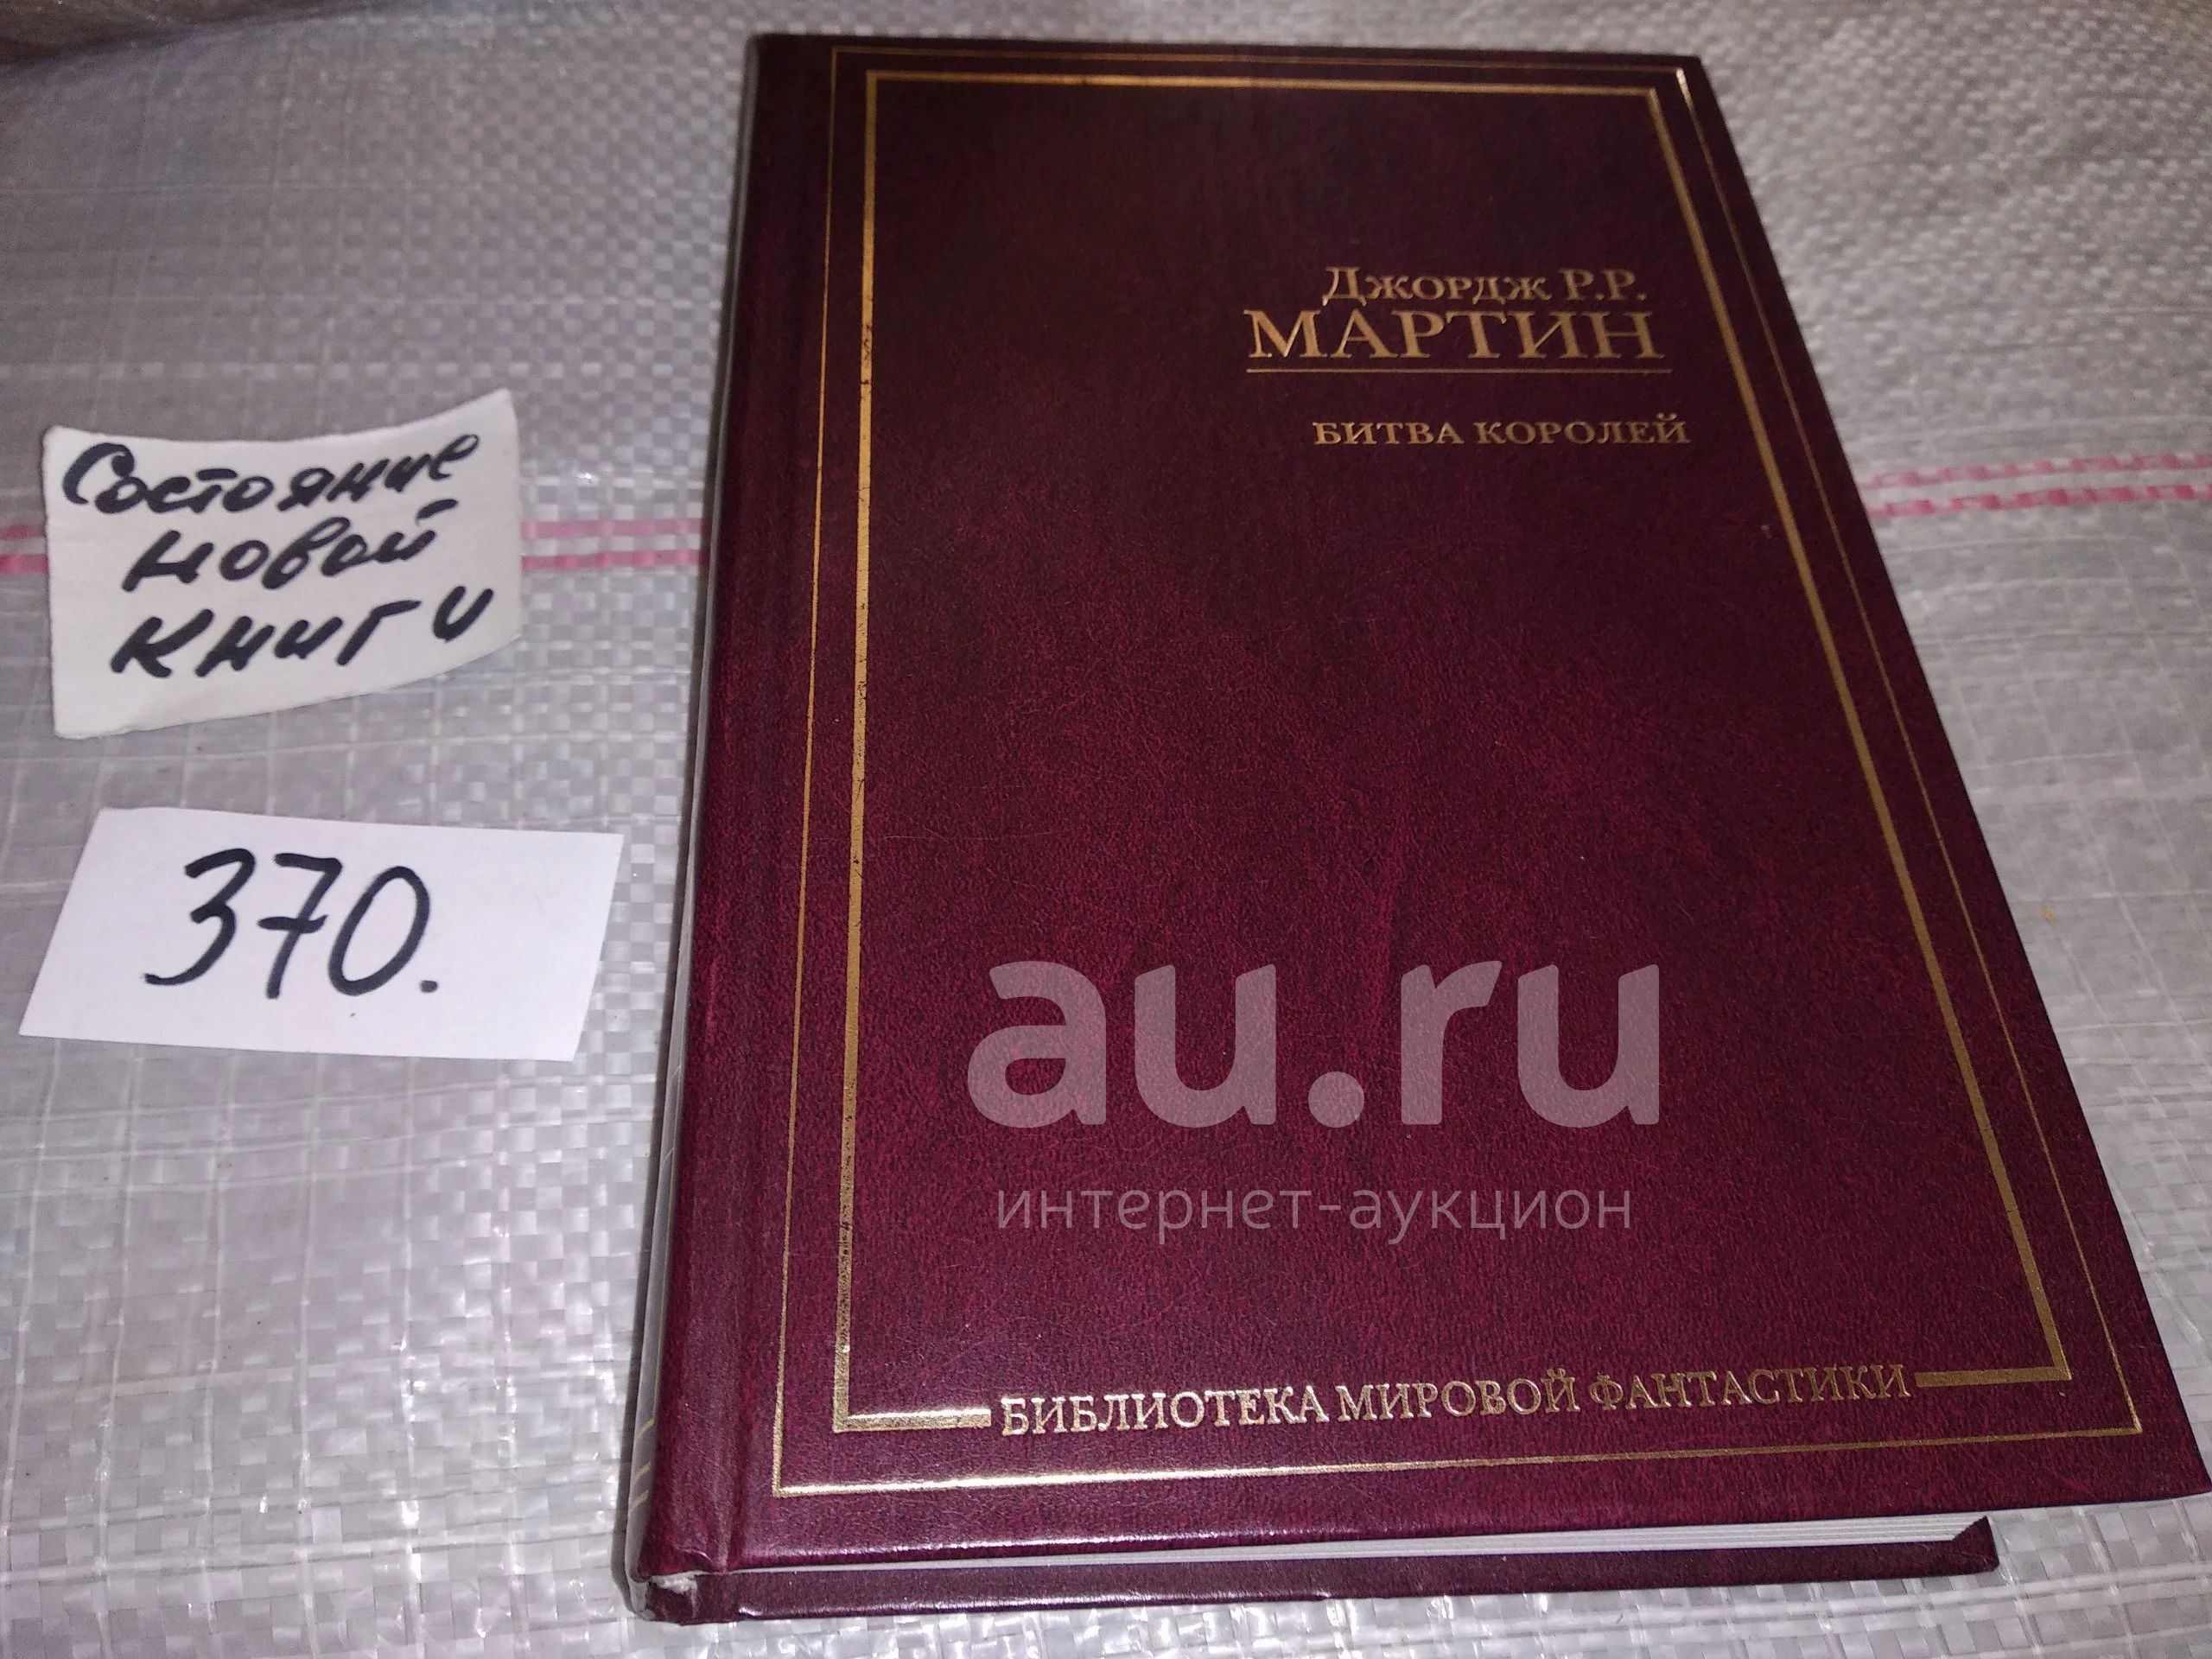 Джордж Р.Р.
МАРТИН
БИТВА КОРОЛЕЙ
Состояние
новой
книги
370.
au.ru
интернет-аукцион
БИБЛИОТЕКА МИРОВОЙ ФАНТАСТИКИ